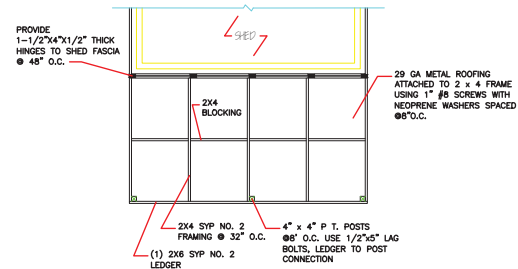 SHED
PROVIDE
1-1/2"X4"X1/2" THICK
HINGES TO SHED FASCIA
@ 48" O.C.
29 GA METAL ROOFING
ATTACHED TO 2 x 4 FRAME
USING 1" #8 SCREWS WITH
NEOPRENE WASHERS SPACED
@8"O.C.
2X4
BLOCKING
2X4 SYP NO. 2
FRAMING @ 32" O.C.
(1) 2X6 SYP NO. 2
LEDGER
4" x 4" P T. POSTS
@8' O.C. USE 1/2"x5" LAG
BOLTS, LEDGER TO POST
CONNECTION